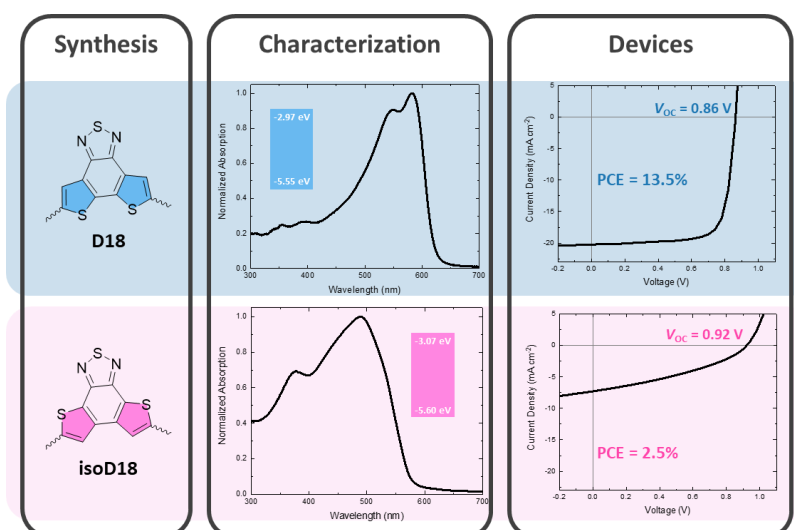 Synthesis
Characterization
Devices
S
N N
S S
D18
Normalized Absorption
1.0
0.8
0.6
0.4
0.2
0.0
-2.97 eV
-5.55 eV
300 400 500 600 700
Wavelength (nm)
Current Density (mA.cm-2)
5
0
-5
-10
-15
-20
VOC = 0.86 V
PCE = 13.5%
-0.2 0.0 0.2 0.4 0.6 0.8 1.0
Voltage (V)
S
N N
S S
isoD18
Normalized Absorption
1.0
0.8
0.6
0.4
0.2
0.0
-3.07 eV
-5.60 eV
300 400 500 600 700
Wavelength (nm)
Current Density (mA.cm-2)
5
0
-5
-10
-15
-20
VOC = 0.92 V
PCE = 2.5%
-0.2 0.0 0.2 0.4 0.6 0.8 1.0
Voltage (V)